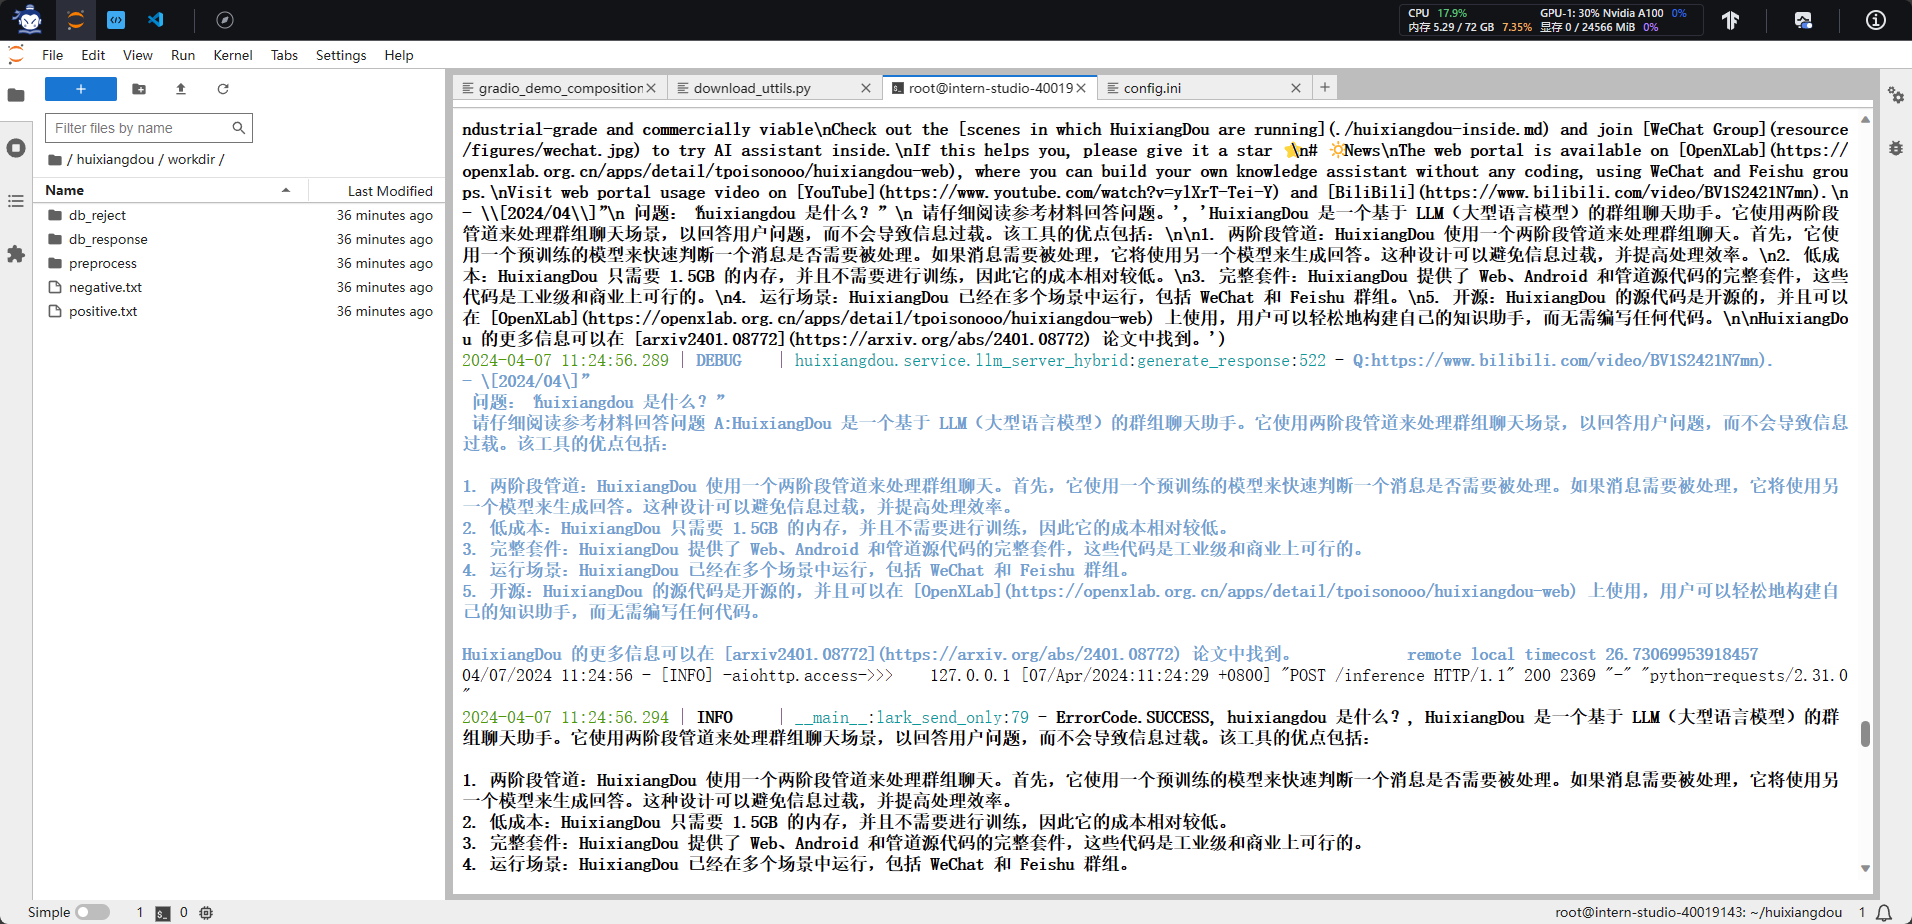 CPU 17.9% GPU-1: 30% Nvidia A100 0%
内存 5.29 / 72 GB 7.35% 显存 0 / 24566 MiB 0%
File Edit View Run Kernel Tabs Settings Help
+
Filter files by name
/ huixiangdou / workdir /
Name Last Modified
db_reject 36 minutes ago
db_response 36 minutes ago
preprocess 36 minutes ago
negative.txt 36 minutes ago
positive.txt 36 minutes ago
gradio_demo_composition download_uttils.py root@intern-studio-40019 config.ini
ndustrial-grade and commercially viable\nCheck out the [scenes in which HuixiangDou are running](./huixiangdou-inside.md) and join [WeChat Group](resource
/figures/wechat.jpg) to try AI assistant inside.\nIf this helps you, please give it a star ⭐\n# 🔆News\nThe web portal is available on [OpenXLab](https://
openxlab.org.cn/apps/detail/tpoisonooo/huixiangdou-web), where you can build your own knowledge assistant without any coding, using WeChat and Feishu grou
ps.\nVisit web portal usage video on [YouTube](https://www.youtube.com/watch?v=ylXrT-Tei-Y) and [BiliBili](https://www.bilibili.com/video/BV1S2421N7mn).\n
- \\[2024/04\\]”\n 问题：“huixiangdou 是什么？”\n 请仔细阅读参考材料回答问题。', 'HuixiangDou 是一个基于 LLM（大型语言模型）的群组聊天助手。它使用两阶段
管道来处理群组聊天场景，以回答用户问题，而不会导致信息过载。该工具的优点包括：\n\n1. 两阶段管道：HuixiangDou 使用一个两阶段管道来处理群组聊天。首先，它使
用一个预训练的模型来快速判断一个消息是否需要被处理。如果消息需要被处理，它将使用另一个模型来生成回答。这种设计可以避免信息过载，并提高处理效率。\n2. 低成
本：HuixiangDou 只需要 1.5GB 的内存，并且不需要进行训练，因此它的成本相对较低。\n3. 完整套件：HuixiangDou 提供了 Web、Android 和管道源代码的完整套件，这些
代码是工业级和商业上可行的。\n4. 运行场景：HuixiangDou 已经在多个场景中运行，包括 WeChat 和 Feishu 群组。\n5. 开源：HuixiangDou 的源代码是开源的，并且可以
在 [OpenXLab](https://openxlab.org.cn/apps/detail/tpoisonooo/huixiangdou-web) 上使用，用户可以轻松地构建自己的知识助手，而无需编写任何代码。\n\nHuixiangDo
u 的更多信息可以在 [arxiv2401.08772](https://arxiv.org/abs/2401.08772) 论文中找到。')
2024-04-07 11:24:56.289 | DEBUG | huixiangdou.service.llm_server_hybrid:generate_response:522 - Q:https://www.bilibili.com/video/BV1S2421N7mn).
- \[2024/04\]”
问题：“huixiangdou 是什么？”
请仔细阅读参考材料回答问题 A:HuixiangDou 是一个基于 LLM（大型语言模型）的群组聊天助手。它使用两阶段管道来处理群组聊天场景，以回答用户问题，而不会导致信息
过载。该工具的优点包括：
1. 两阶段管道：HuixiangDou 使用一个两阶段管道来处理群组聊天。首先，它使用一个预训练的模型来快速判断一个消息是否需要被处理。如果消息需要被处理，它将使用另
一个模型来生成回答。这种设计可以避免信息过载，并提高处理效率。
2. 低成本：HuixiangDou 只需要 1.5GB 的内存，并且不需要进行训练，因此它的成本相对较低。
3. 完整套件：HuixiangDou 提供了 Web、Android 和管道源代码的完整套件，这些代码是工业级和商业上可行的。
4. 运行场景：HuixiangDou 已经在多个场景中运行，包括 WeChat 和 Feishu 群组。
5. 开源：HuixiangDou 的源代码是开源的，并且可以在 [OpenXLab](https://openxlab.org.cn/apps/detail/tpoisonooo/huixiangdou-web) 上使用，用户可以轻松地构建自
己的知识助手，而无需编写任何代码。
HuixiangDou 的更多信息可以在 [arxiv2401.08772](https://arxiv.org/abs/2401.08772) 论文中找到。 remote local timecost 26.73069953918457
04/07/2024 11:24:56 - [INFO] -aiohttp.access->>> 127.0.0.1 [07/Apr/2024:11:24:29 +0800] "POST /inference HTTP/1.1" 200 2369 "-" "python-requests/2.31.0
"
2024-04-07 11:24:56.294 | INFO | __main__:lark_send_only:79 - ErrorCode.SUCCESS, huixiangdou 是什么？, HuixiangDou 是一个基于 LLM（大型语言模型）的群
组聊天助手。它使用两阶段管道来处理群组聊天场景，以回答用户问题，而不会导致信息过载。该工具的优点包括：
1. 两阶段管道：HuixiangDou 使用一个两阶段管道来处理群组聊天。首先，它使用一个预训练的模型来快速判断一个消息是否需要被处理。如果消息需要被处理，它将使用另
一个模型来生成回答。这种设计可以避免信息过载，并提高处理效率。
2. 低成本：HuixiangDou 只需要 1.5GB 的内存，并且不需要进行训练，因此它的成本相对较低。
3. 完整套件：HuixiangDou 提供了 Web、Android 和管道源代码的完整套件，这些代码是工业级和商业上可行的。
4. 运行场景：HuixiangDou 已经在多个场景中运行，包括 WeChat 和 Feishu 群组。
Simple 1 0 root@intern-studio-40019143: ~/huixiangdou 1